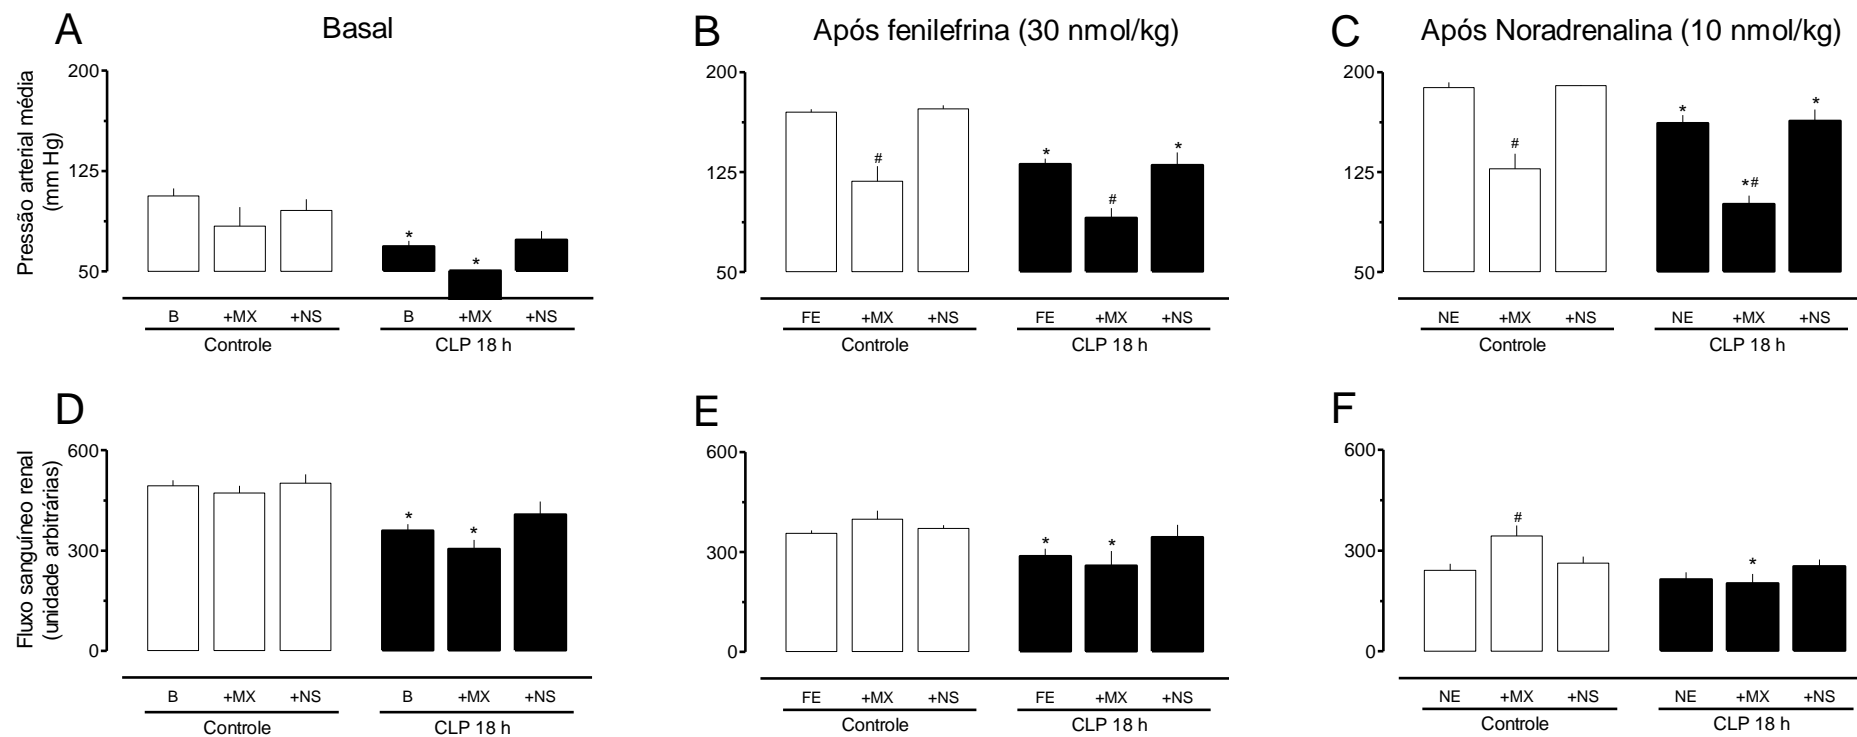 A
Basal
Pressão arterial média
(mm Hg)
200
125
50
*
*
B
+MX
+NS
B
+MX
+NS
Controle
CLP 18 h
B
Após fenilefrina (30 nmol/kg)
200
125
50
#
*
#
*
FE
+MX
+NS
FE
+MX
+NS
Controle
CLP 18 h
C
Após Noradrenalina (10 nmol/kg)
200
125
50
#
*
*#
*
NE
+MX
+NS
NE
+MX
+NS
Controle
CLP 18 h
D
Fluxo sanguíneo renal
(unidade arbitrárias)
600
300
0
*
*
B
+MX
+NS
B
+MX
+NS
Controle
CLP 18 h
E
600
300
0
*
*
FE
+MX
+NS
FE
+MX
+NS
Controle
CLP 18 h
F
600
300
0
#
*
NE
+MX
+NS
NE
+MX
+NS
Controle
CLP 18 h